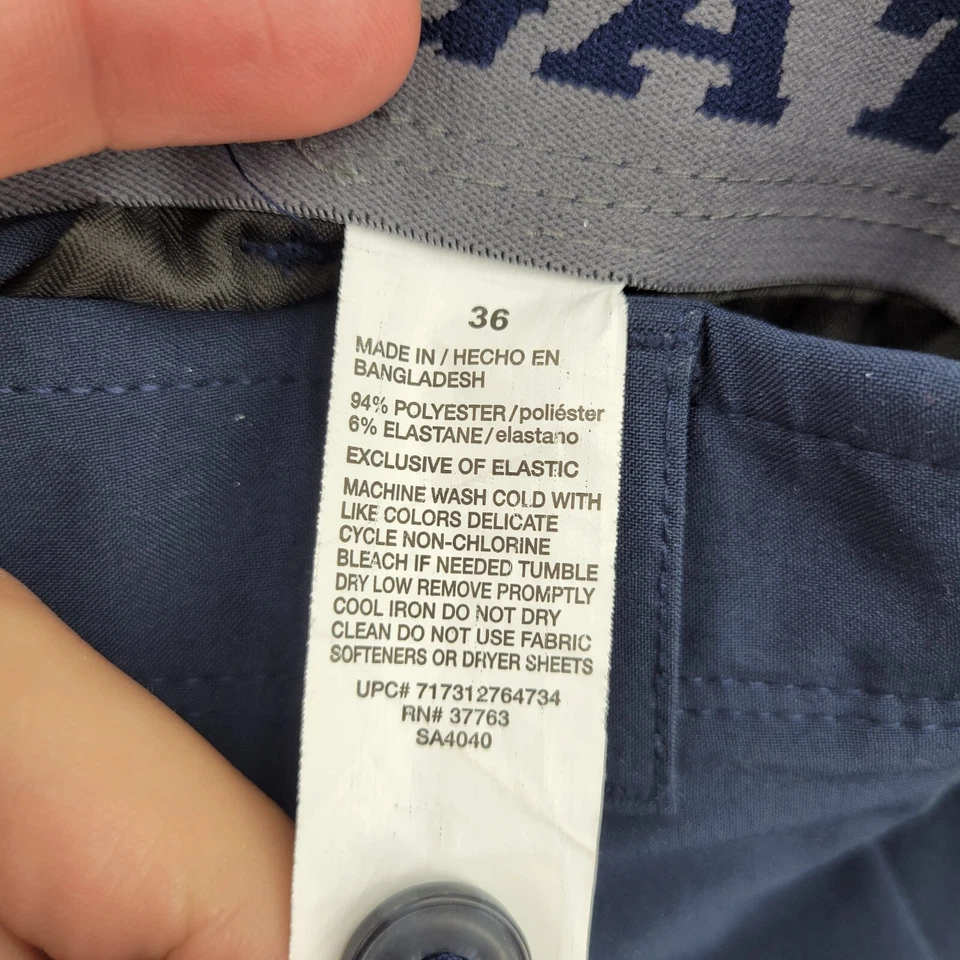 AT
36
MADE IN / HECHO EN
BANGLADESH
94% POLYESTER/poliéster
6% ELASTANE/elastano
EXCLUSIVE OF ELASTIC
MACHINE WASH COLD WITH
LIKE COLORS DELICATE
CYCLE NON-CHLORINE
BLEACH IF NEEDED TUMBLE
DRY LOW REMOVE PROMPTLY
COOL IRON DO NOT DRY
CLEAN DO NOT USE FABRIC
SOFTENERS OR DRYER SHEETS
UPC# 717312764734
RN# 37763
SA4040